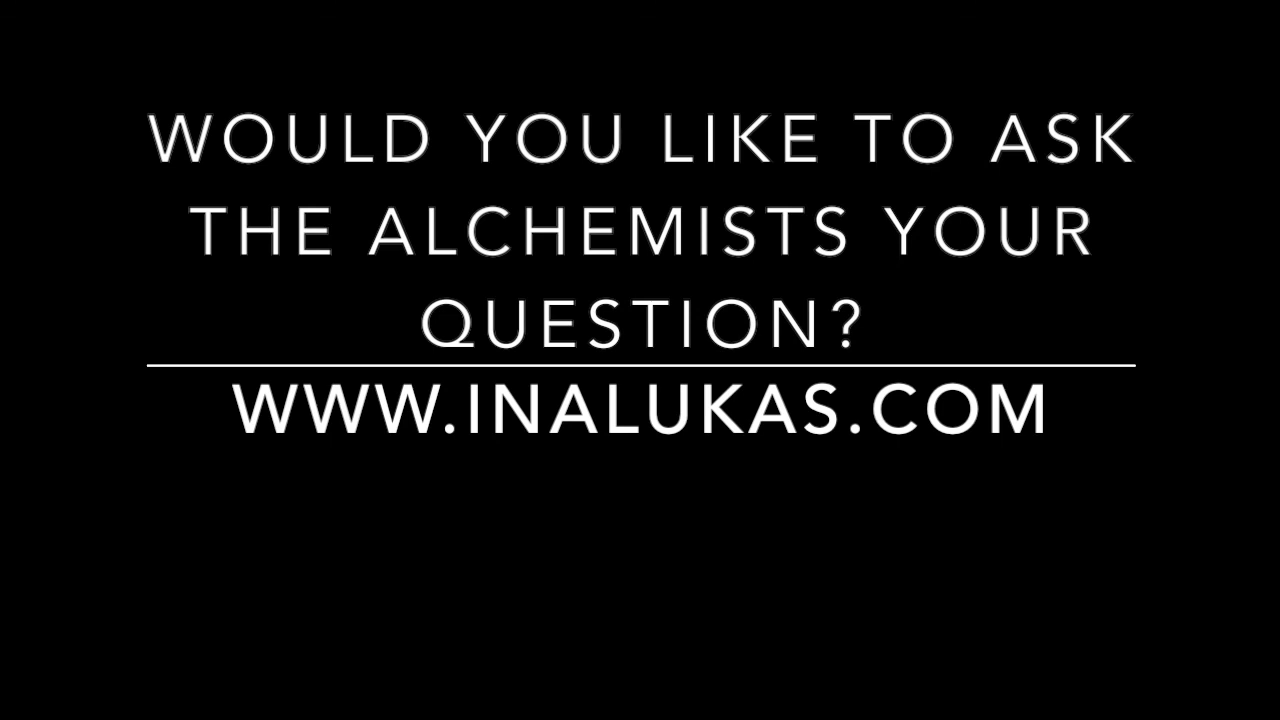 WOULD YOU LIKE TO ASK
THE ALCHEMISTS YOUR
QUESTION?
WWW.INALUKAS.COM